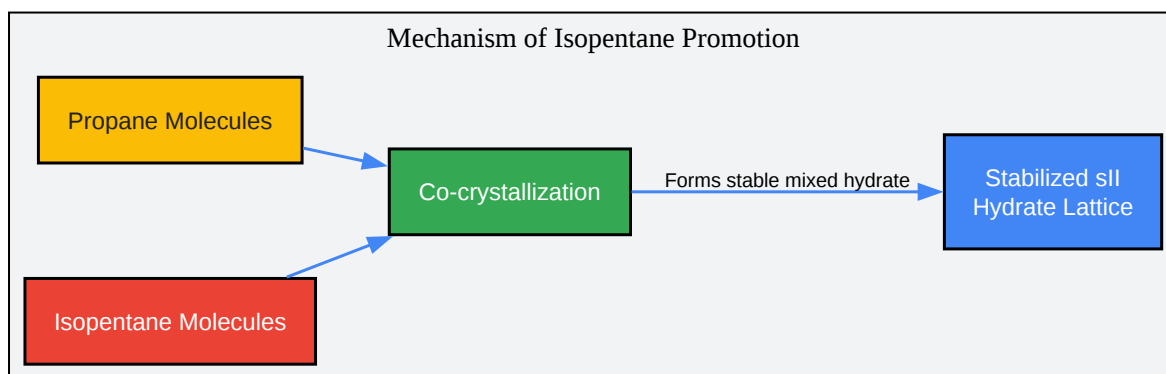 Mechanism of Isopentane Promotion
Propane Molecules
Co-crystallization
Forms stable mixed hydrate
Stabilized sII
Hydrate Lattice
Isopentane Molecules